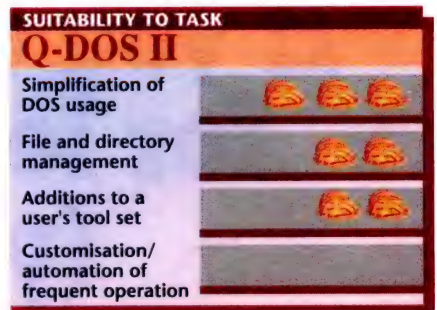 SUITABILITY TO TASK
Q-DOS II
Simplification of
DOS usage
File and directory
management
Additions to a
user's tool set
Customisation/
automation of
frequent operation